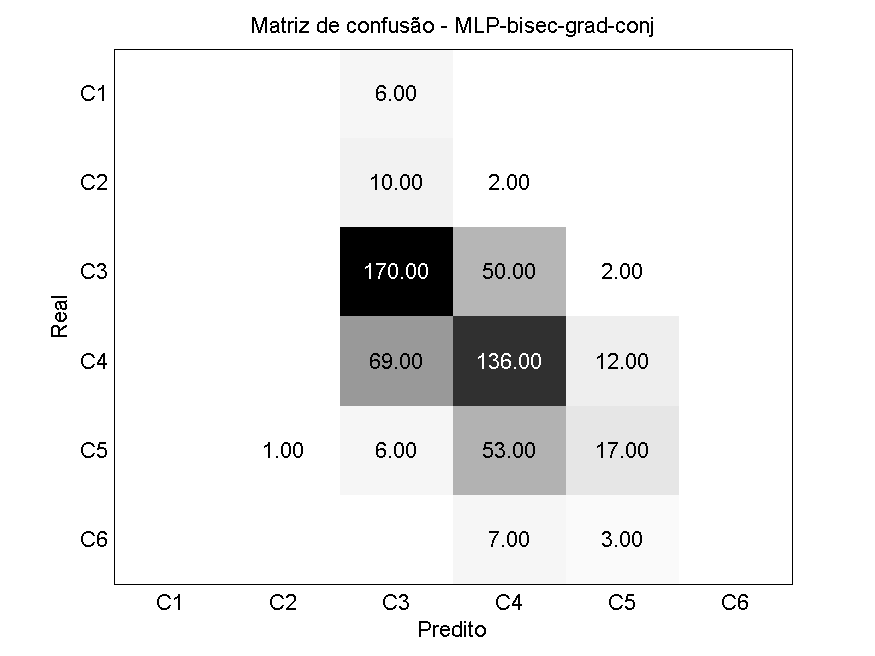 Matriz de confusão - MLP-bisec-grad-conj
C1 6.00
C2 10.00 2.00
C3 170.00 50.00 2.00
Real
C4 69.00 136.00 12.00
C5 1.00 6.00 53.00 17.00
C6 7.00 3.00
C1 C2 C3 C4 C5 C6
Predito